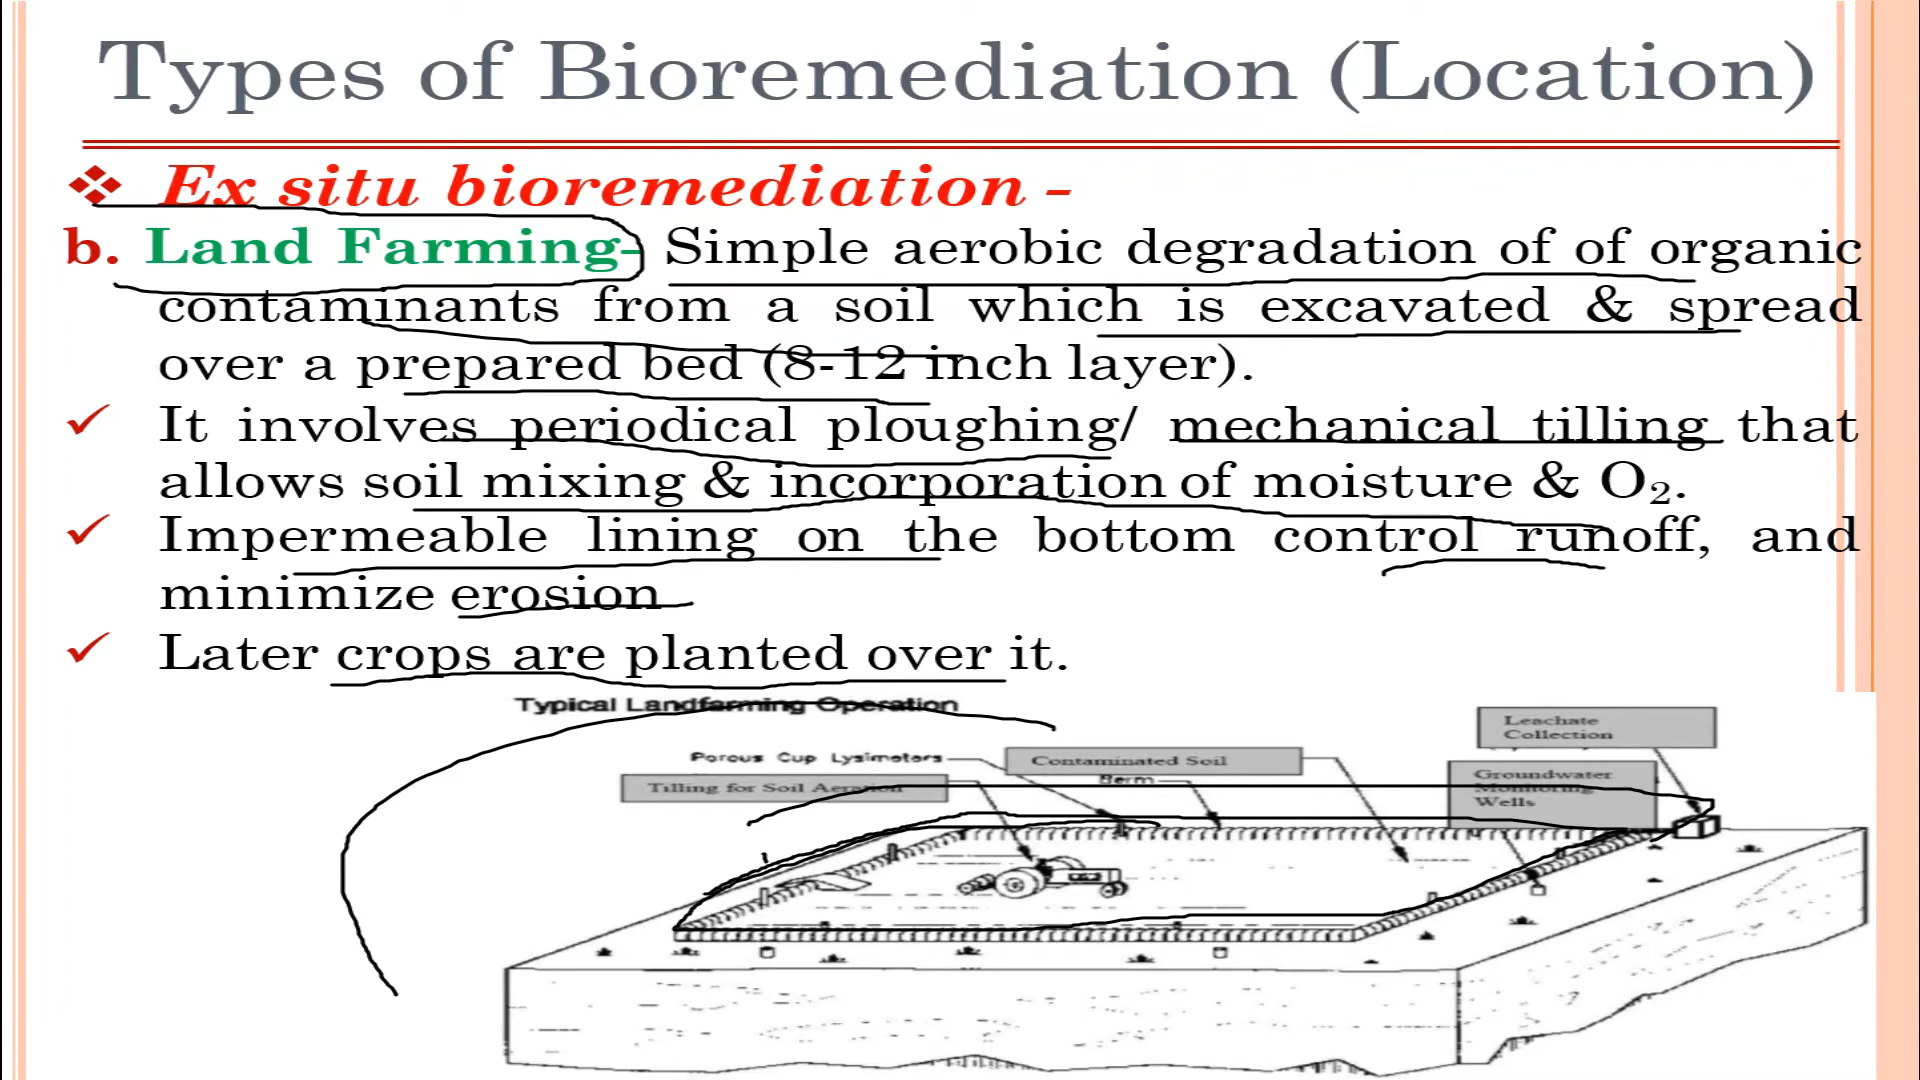 Types of Bioremediation (Location)
Ex situ bioremediation -
b. Land Farming- Simple aerobic degradation of of organic
contaminants from a soil which is excavated & spread
over a prepared bed (8-12 inch layer).
It involves periodical ploughing/ mechanical tilling that
allows soil mixing & incorporation of moisture & O₂.
Impermeable lining on the bottom control runoff, and
minimize erosion
Later crops are planted over it.
Typical Landfarming Operation
Leachate
Collection
Porous Cup Lysimeters
Contaminated Soil
Berm
Tilling for Soil Aeration
Groundwater
Monitoring
Wells